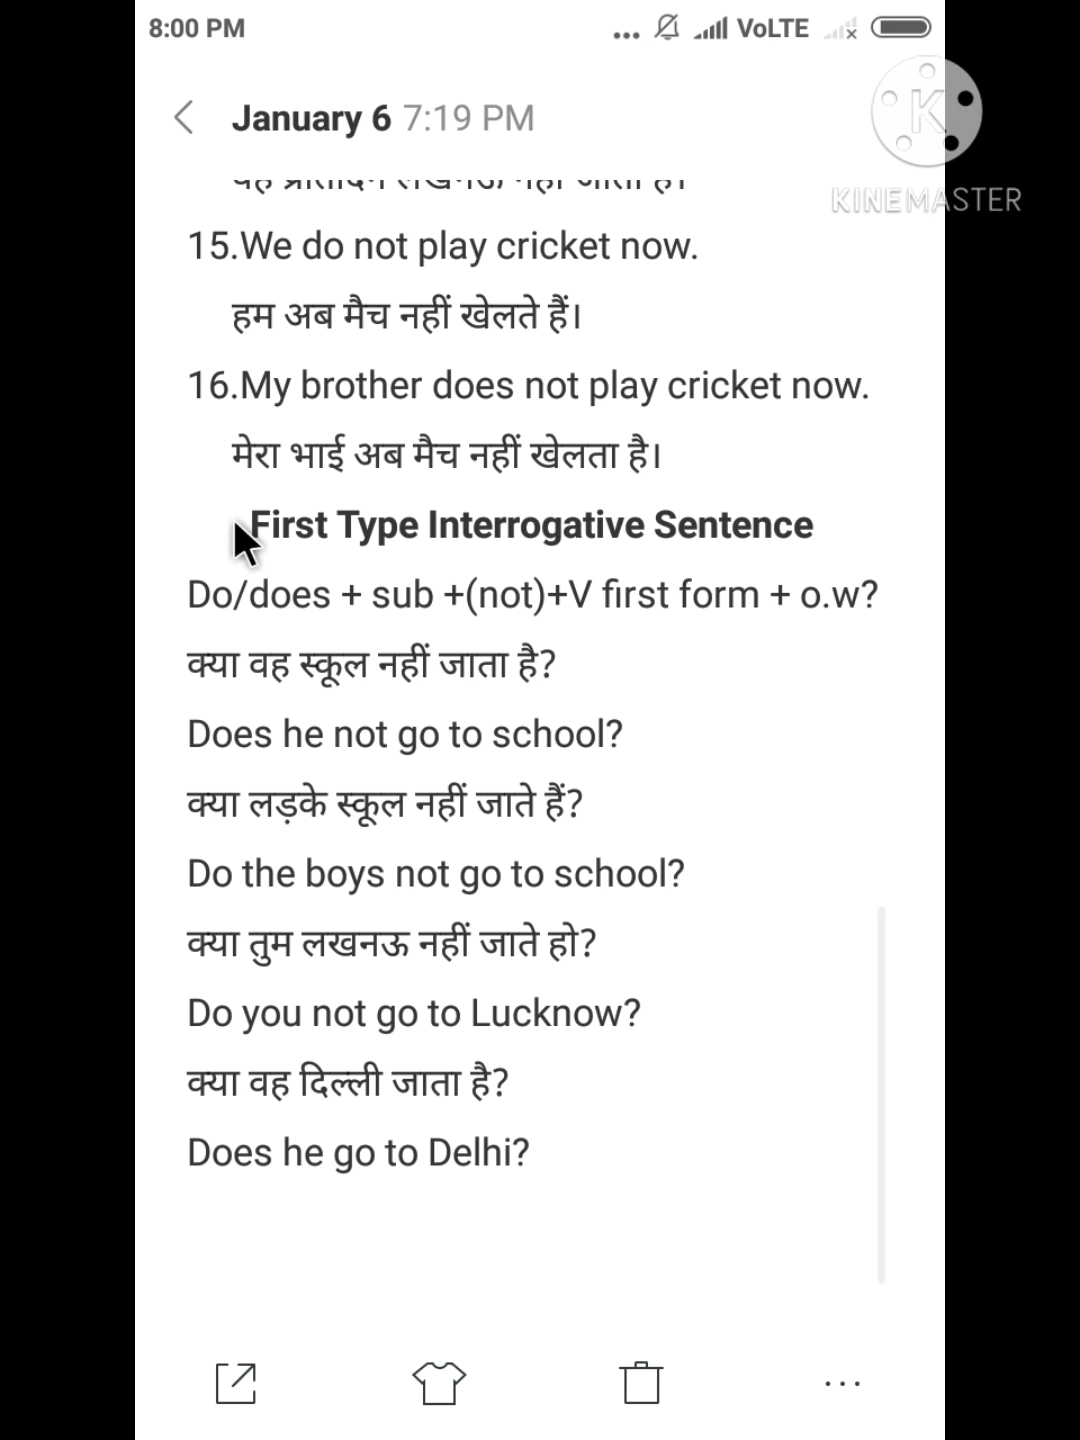 8:00 PM
... VoLTE
January 6 7:19 PM
KINEMASTER
15.We do not play cricket now.
हम अब मैच नहीं खेलते हैं।
16.My brother does not play cricket now.
मेरा भाई अब मैच नहीं खेलता है।
First Type Interrogative Sentence
Do/does + sub +(not)+V first form + o.w?
क्या वह स्कूल नहीं जाता है?
Does he not go to school?
क्या लड़के स्कूल नहीं जाते हैं?
Do the boys not go to school?
क्या तुम लखनऊ नहीं जाते हो?
Do you not go to Lucknow?
क्या वह दिल्ली जाता है?
Does he go to Delhi?